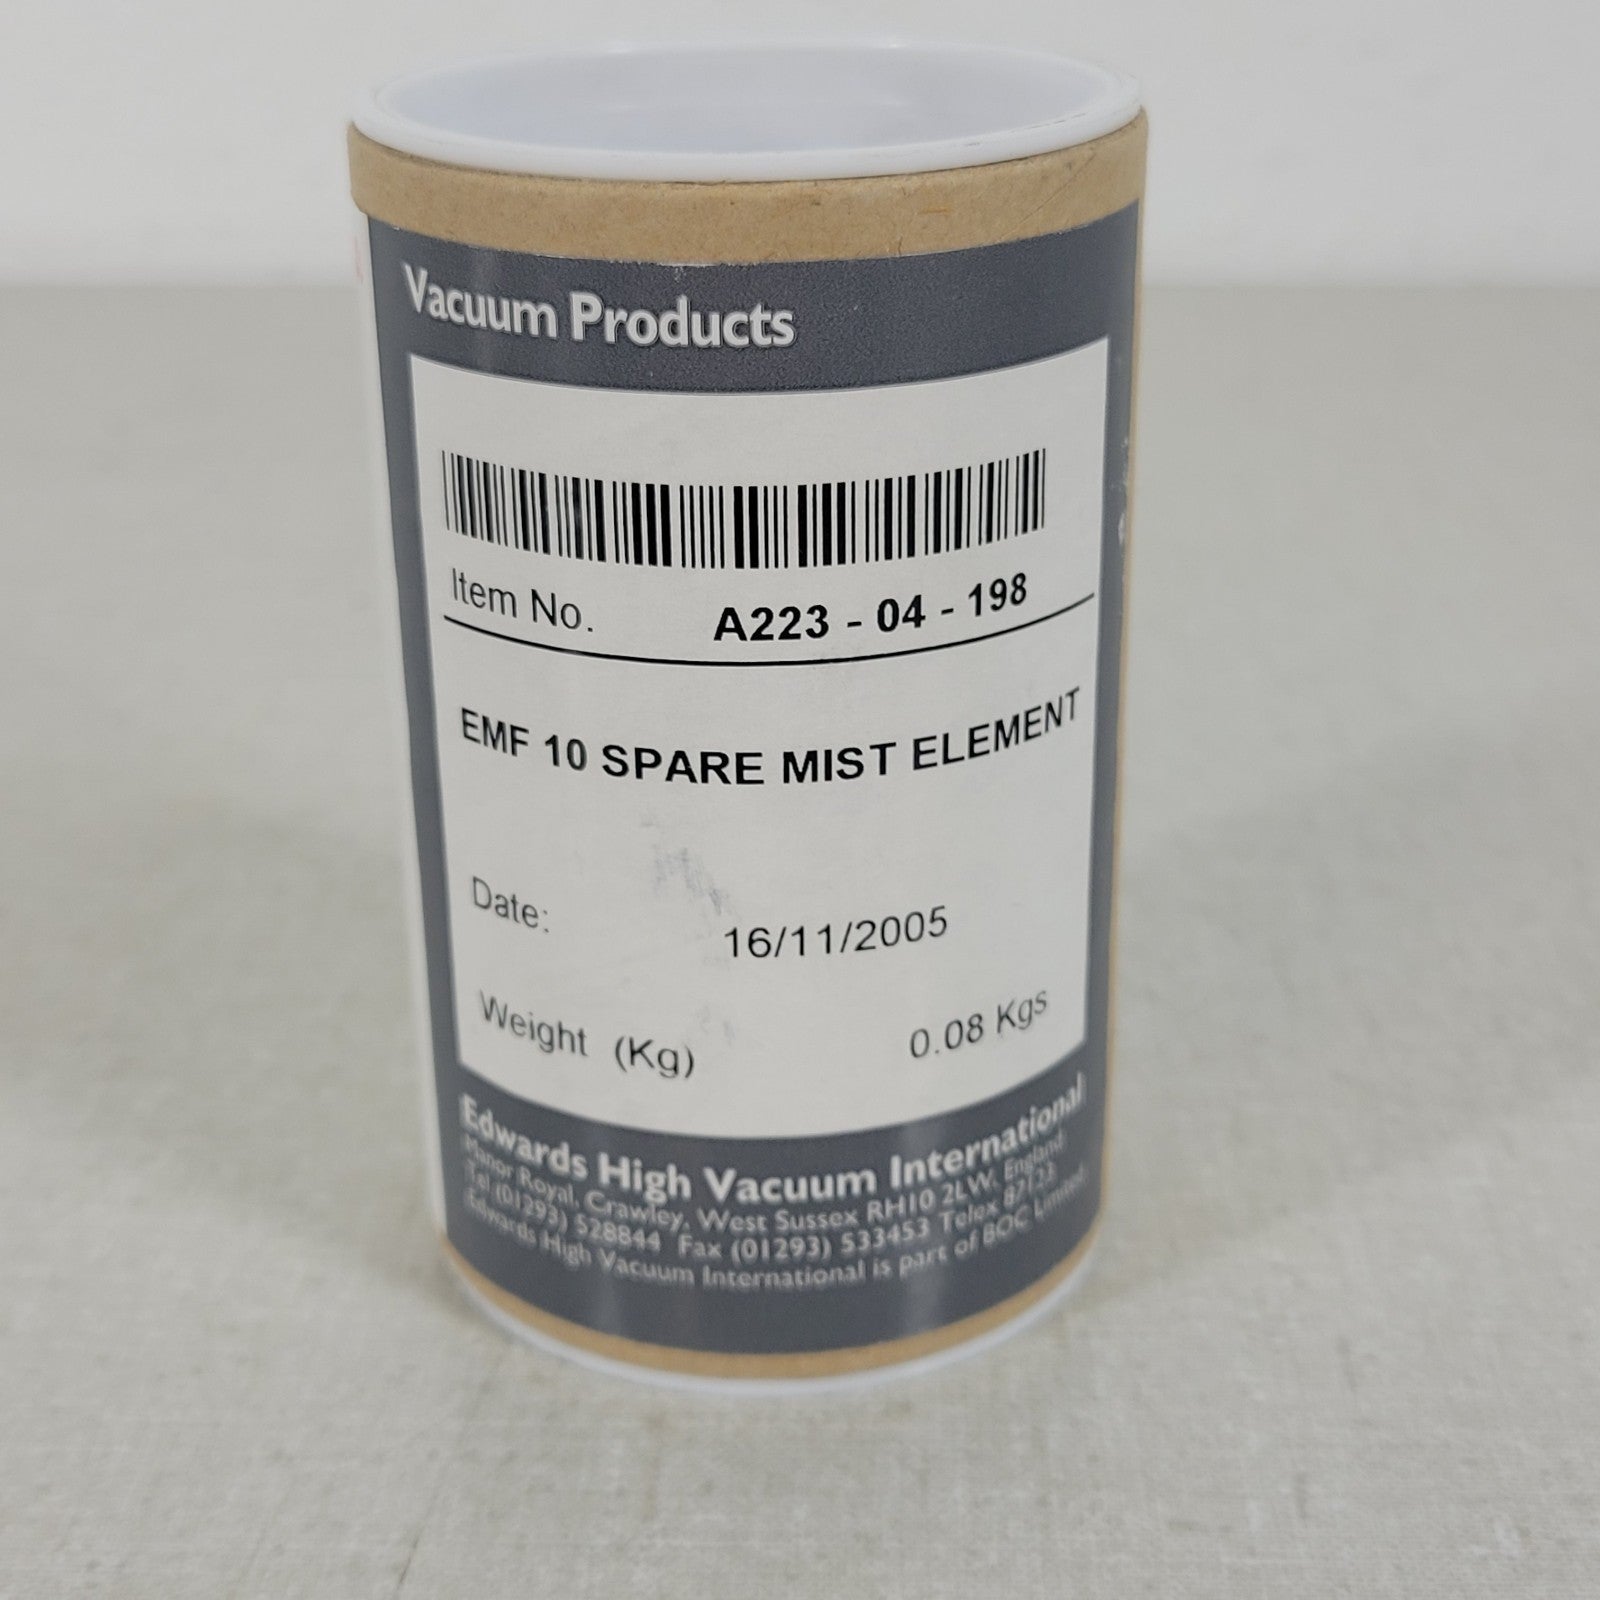 Vacuum Products
Item No. A223 - 04 - 198
EMF 10 SPARE MIST ELEMENT
Date: 16/11/2005
Weight (Kg) 0.08 Kgs
Edwards High Vacuum International
Manor Royal, Crawley, West Sussex RH10 2LW, England
Tel (01293) 528844 Fax (01293) 533453 Telex 87123
Edwards High Vacuum International is part of BOC Limited